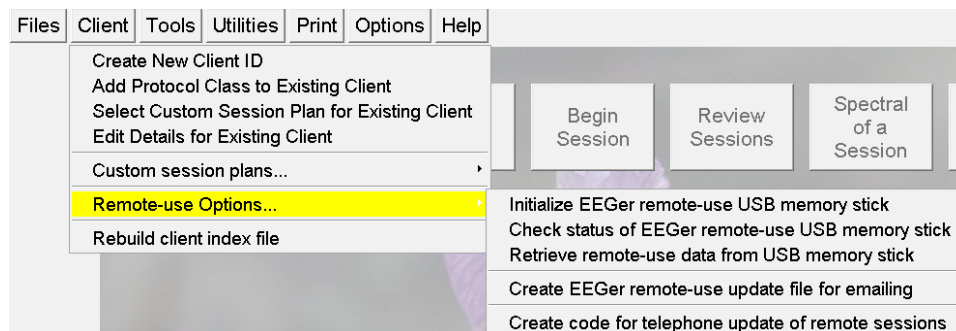 Files Client Tools Utilities Print Options Help
Create New Client ID
Add Protocol Class to Existing Client
Select Custom Session Plan for Existing Client
Edit Details for Existing Client
Custom session plans...
Remote-use Options...
Rebuild client index file
Begin
Session
Review
Sessions
Spectral
of a
Session
Initialize EEGer remote-use USB memory stick
Check status of EEGer remote-use USB memory stick
Retrieve remote-use data from USB memory stick
Create EEGer remote-use update file for emailing
Create code for telephone update of remote sessions